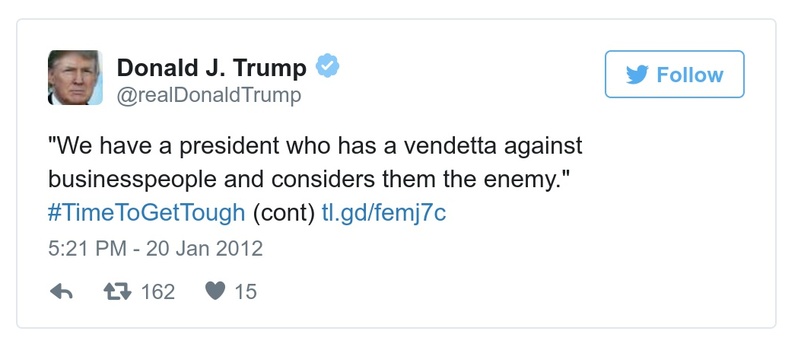 Donald J. Trump
@realDonaldTrump
Follow
"We have a president who has a vendetta against
businesspeople and considers them the enemy."
#TimeToGetTough (cont) tl.gd/femj7c
5:21 PM - 20 Jan 2012
162 15